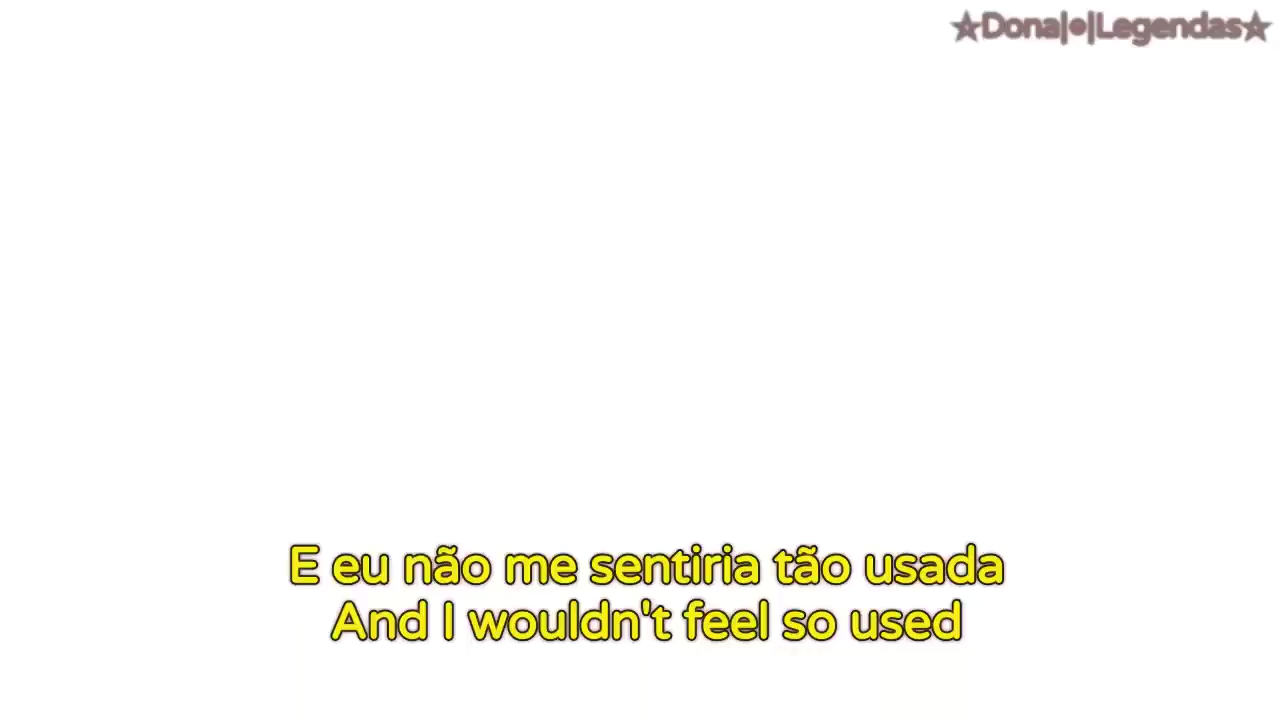 ☆Dona|●|Legendas☆
E eu não me sentiria tão usada
And I wouldn't feel so used